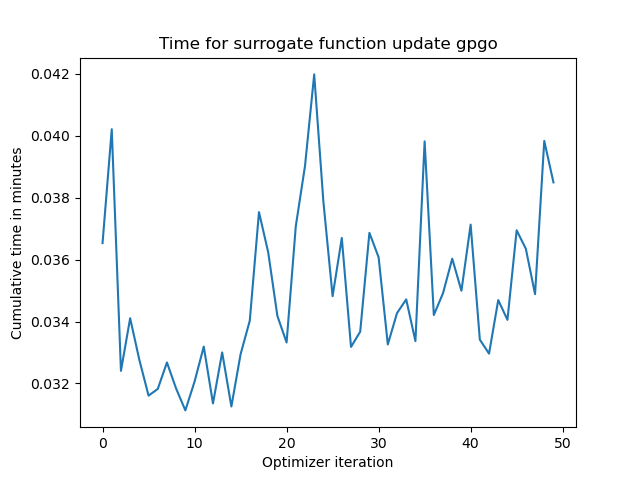 Time for surrogate function update gpgo
Cumulative time in minutes
0.042
0.040
0.038
0.036
0.034
0.032
0 10 20 30 40 50
Optimizer iteration